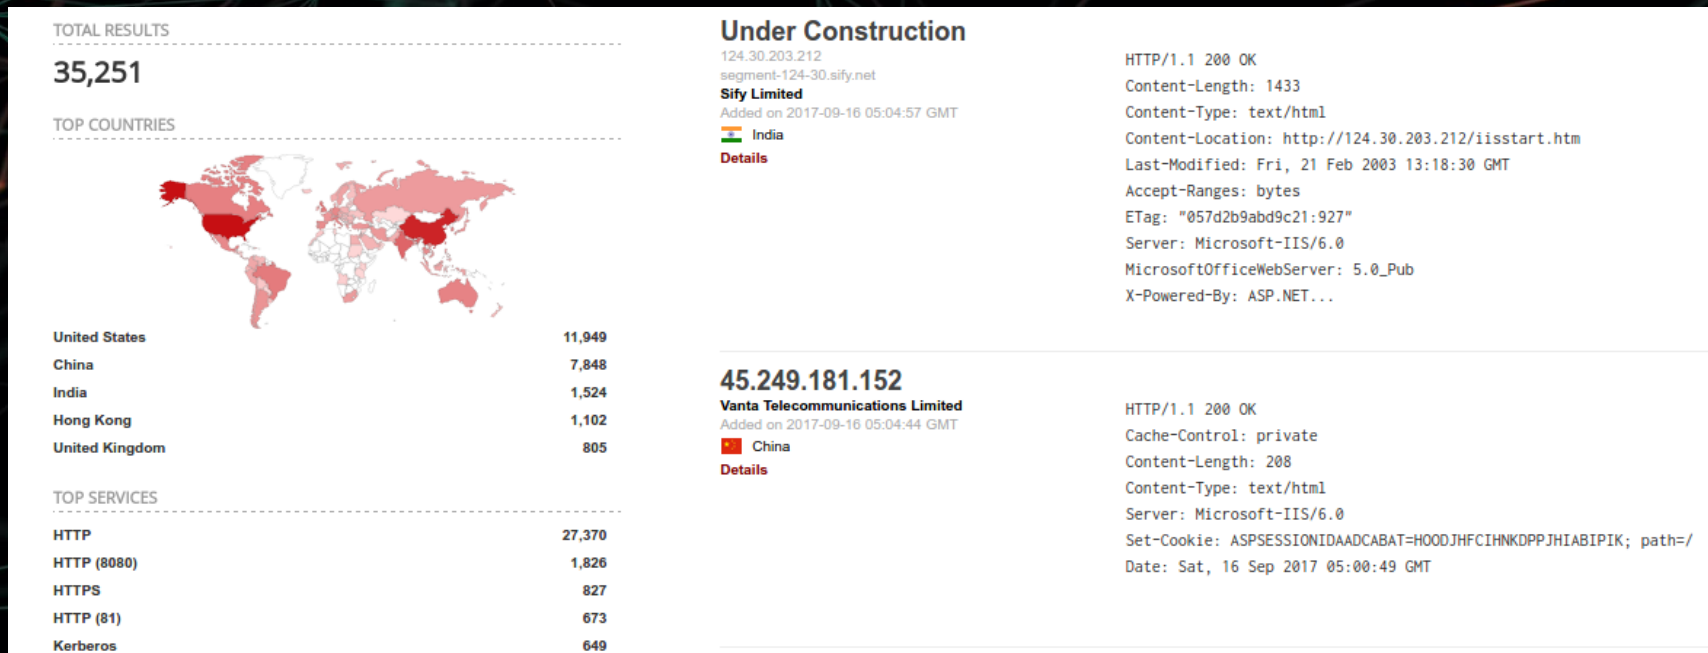 TOTAL RESULTS
35,251
TOP COUNTRIES
United States 11,949
China 7,848
India 1,524
Hong Kong 1,102
United Kingdom 805
TOP SERVICES
HTTP 27,370
HTTP (8080) 1,826
HTTPS 827
HTTP (81) 673
Kerberos 649
Under Construction
124.30.203.212
segment-124-30.sify.net
Sify Limited
Added on 2017-09-16 05:04:57 GMT
India
Details
HTTP/1.1 200 OK
Content-Length: 1433
Content-Type: text/html
Content-Location: http://124.30.203.212/iisstart.htm
Last-Modified: Fri, 21 Feb 2003 13:18:30 GMT
Accept-Ranges: bytes
ETag: "057d2b9abd9c21:927"
Server: Microsoft-IIS/6.0
MicrosoftOfficeWebServer: 5.0_Pub
X-Powered-By: ASP.NET...
45.249.181.152
Vanta Telecommunications Limited
Added on 2017-09-16 05:04:44 GMT
China
Details
HTTP/1.1 200 OK
Cache-Control: private
Content-Length: 208
Content-Type: text/html
Server: Microsoft-IIS/6.0
Set-Cookie: ASPSESSIONIDAADCABAT=HOODJHFCIHNKDPPJHIABIPIK; path=/
Date: Sat, 16 Sep 2017 05:00:49 GMT